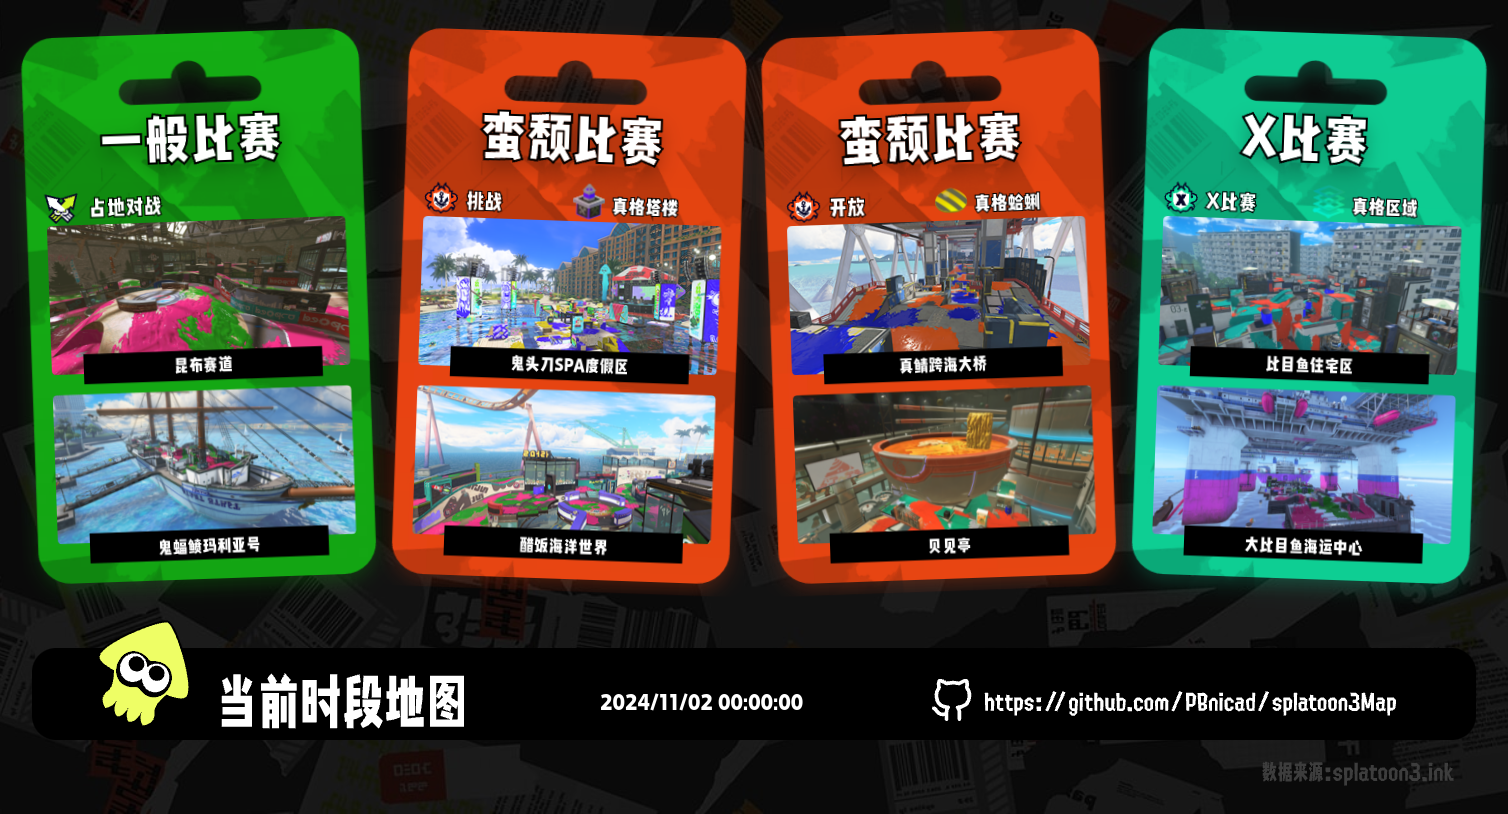 一般比赛
占地对战
昆布赛道
鬼蝠鲼玛利亚号
蛮颓比赛
挑战
真格塔楼
鬼头刀SPA度假区
醋饭海洋世界
蛮颓比赛
开放
真格蛤蜊
真鲷跨海大桥
贝见亭
X比赛
X比赛
真格区域
比目鱼住宅区
大比目鱼海运中心
当前时段地图
2024/11/02 00:00:00
https://github.com/PBnicad/splatoon3Map
数据来源:splatoon3.ink